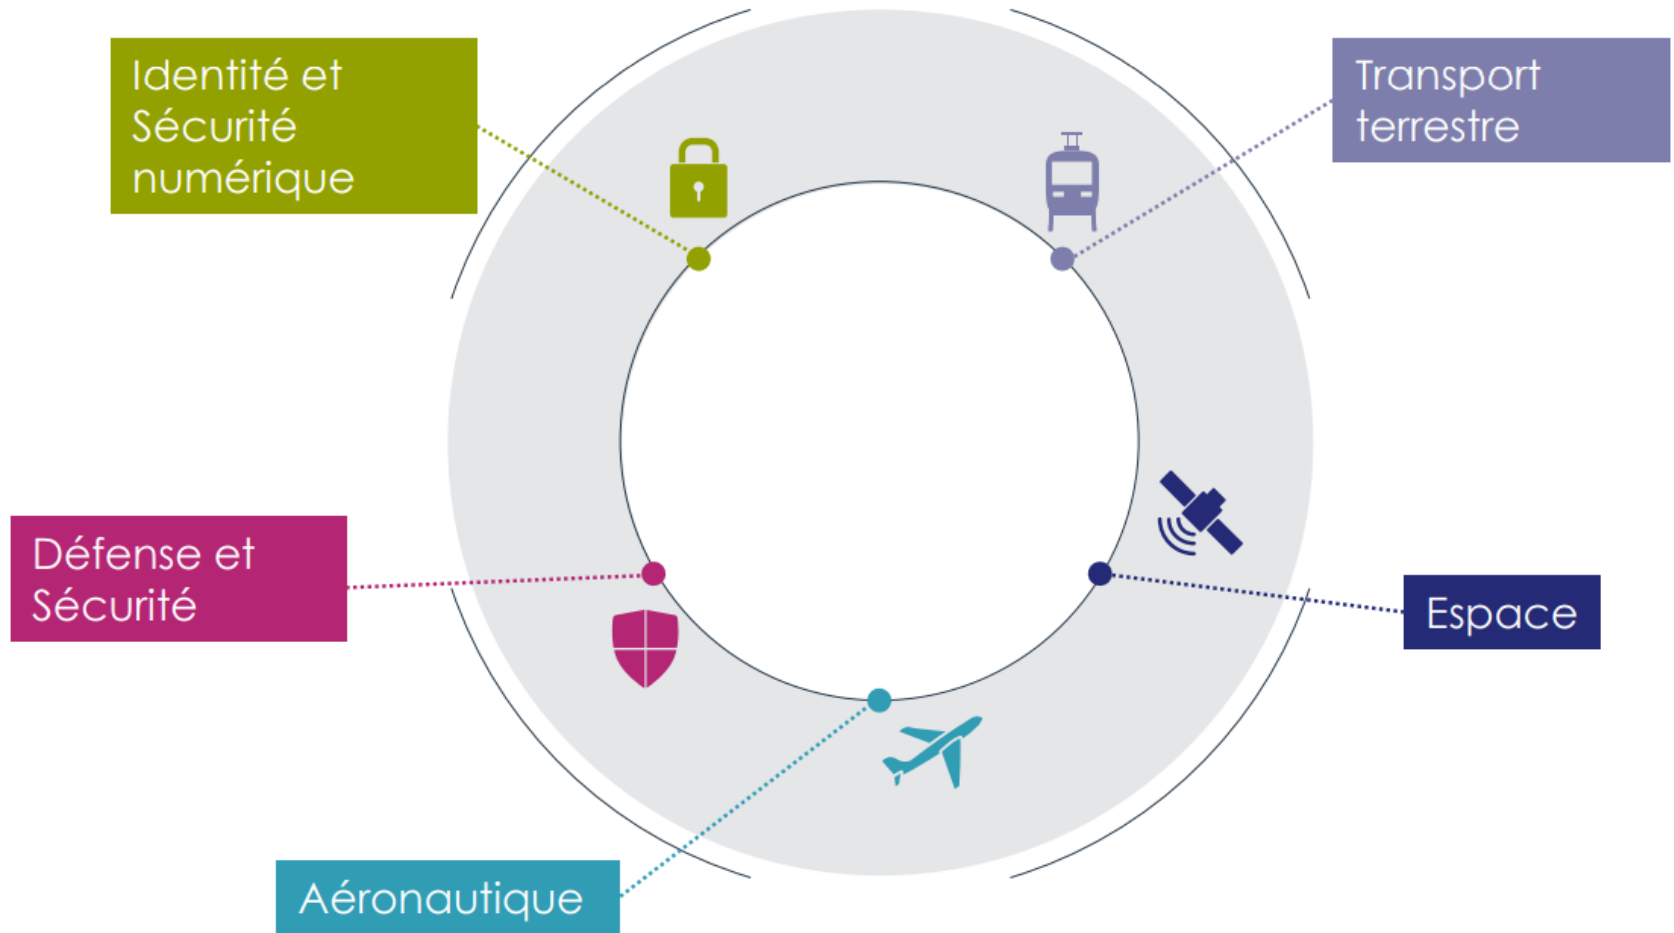 Identité et
Sécurité
numérique
Transport
terrestre
Défense et
Sécurité
Espace
Aéronautique